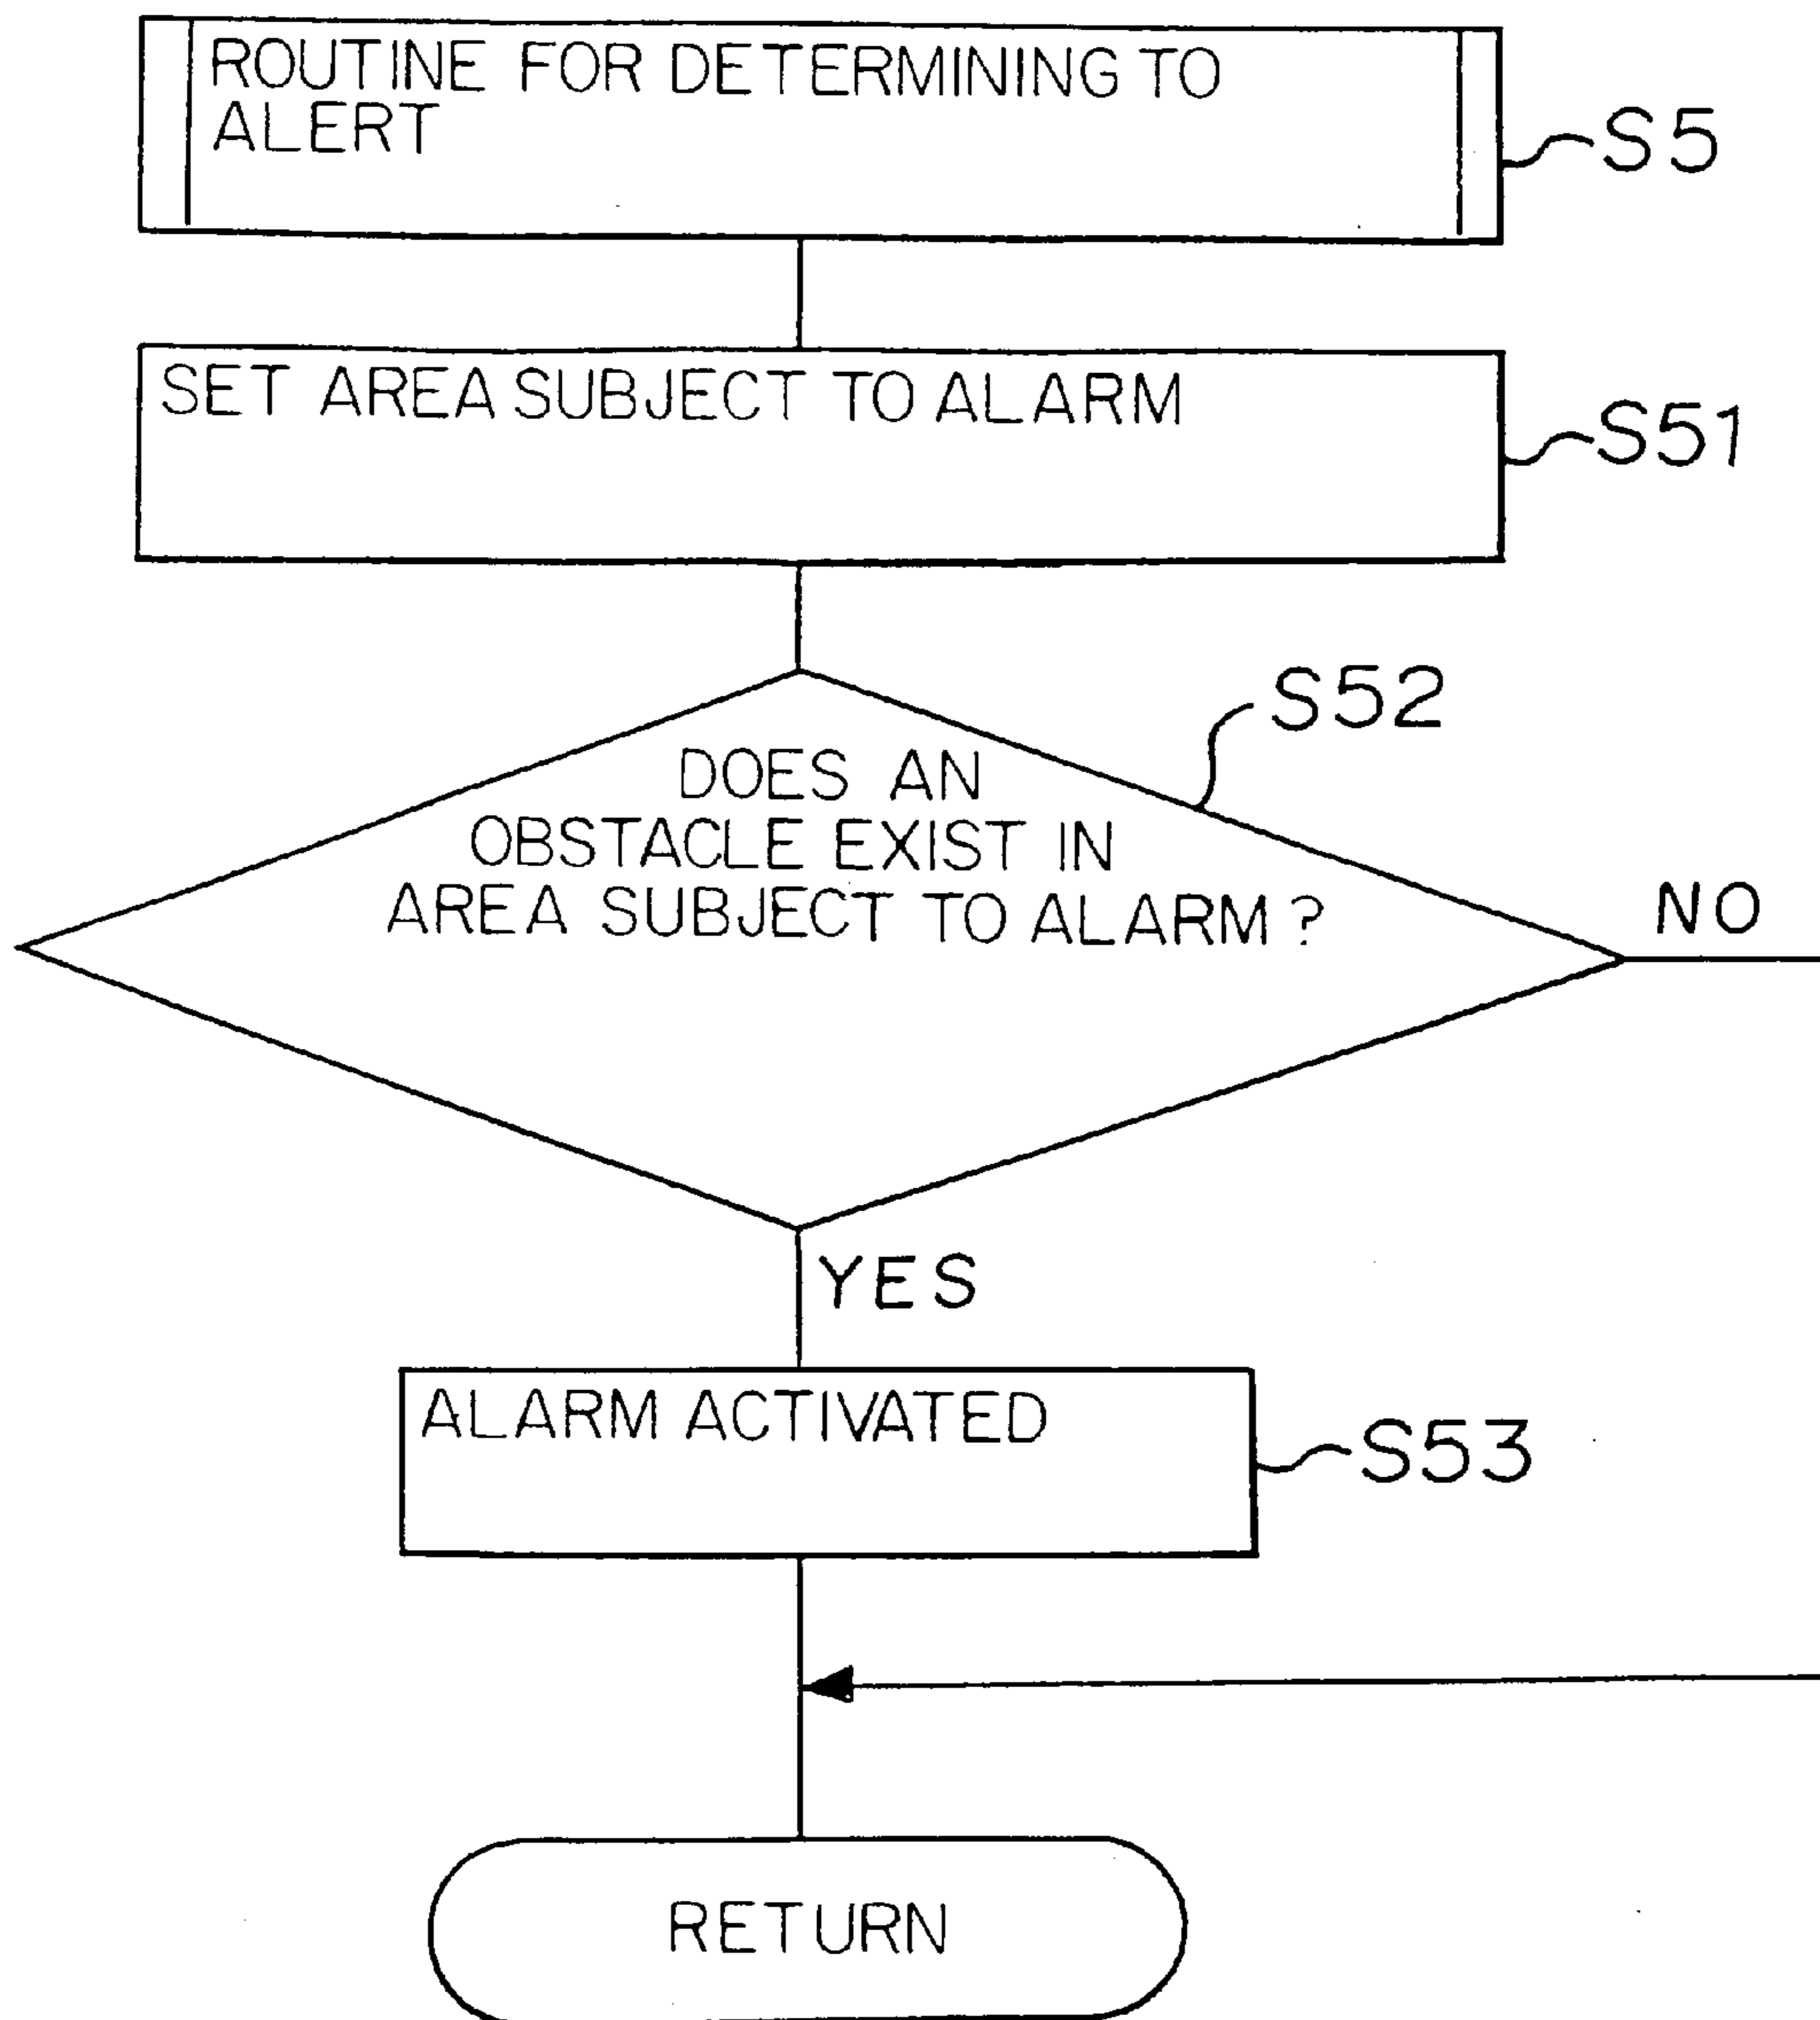 ROUTINE FOR DETERMINING TO
ALERT
S5
SET AREA SUBJECT TO ALARM
S51
S52
DOES AN
OBSTACLE EXIST IN
AREA SUBJECT TO ALARM?
NO
YES
ALARM ACTIVATED
S53
RETURN